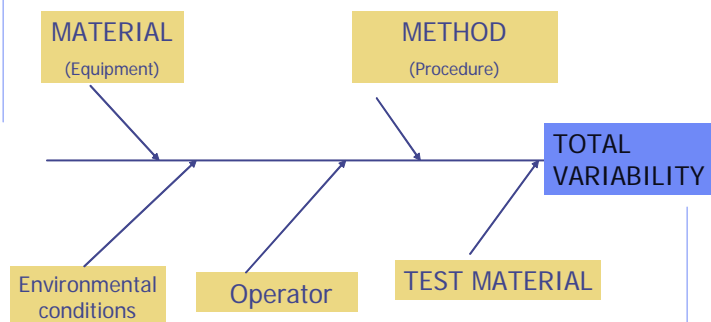 MATERIAL
(Equipment)
METHOD
(Procedure)
TOTAL
VARIABILITY
Environmental
conditions
Operator
TEST MATERIAL